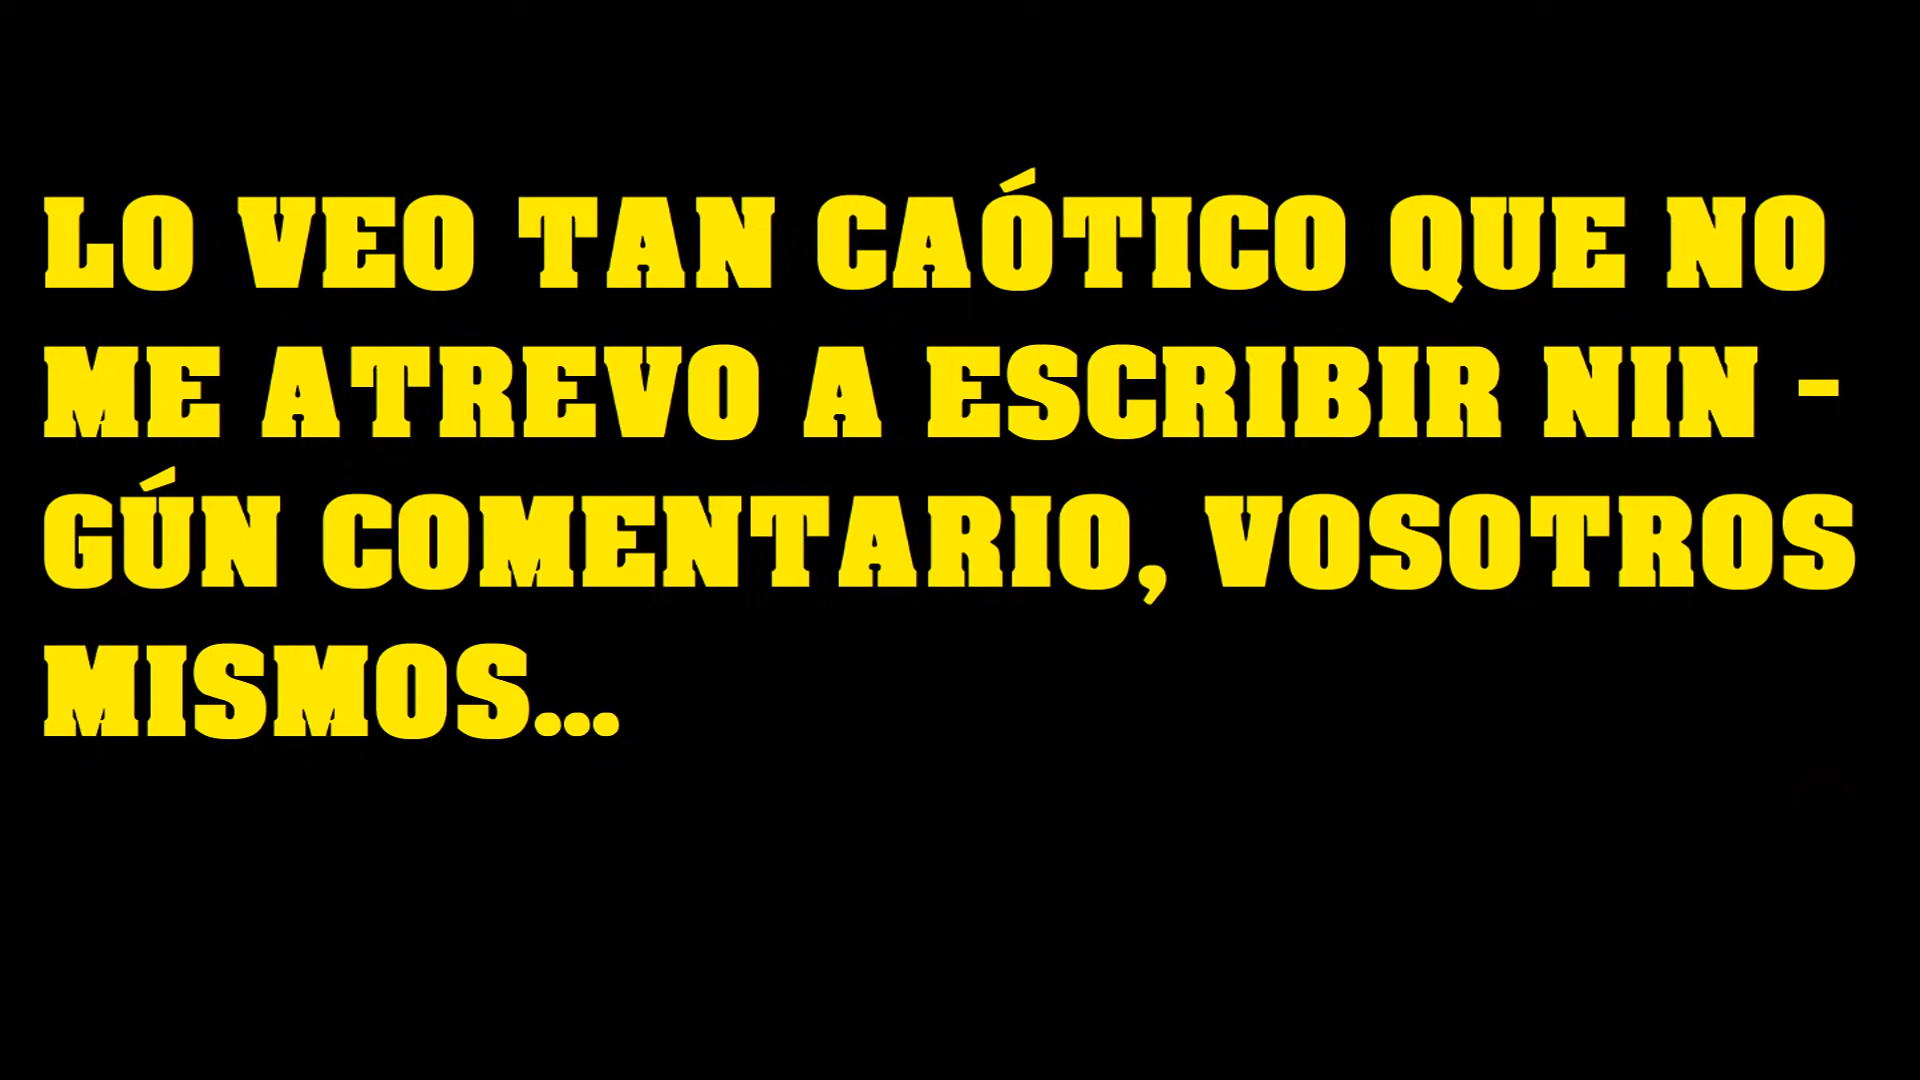 LO VEO TAN CAÓTICO QUE NO
ME ATREVO A ESCRIBIR NIN -
GÚN COMENTARIO, VOSOTROS
MISMOS...